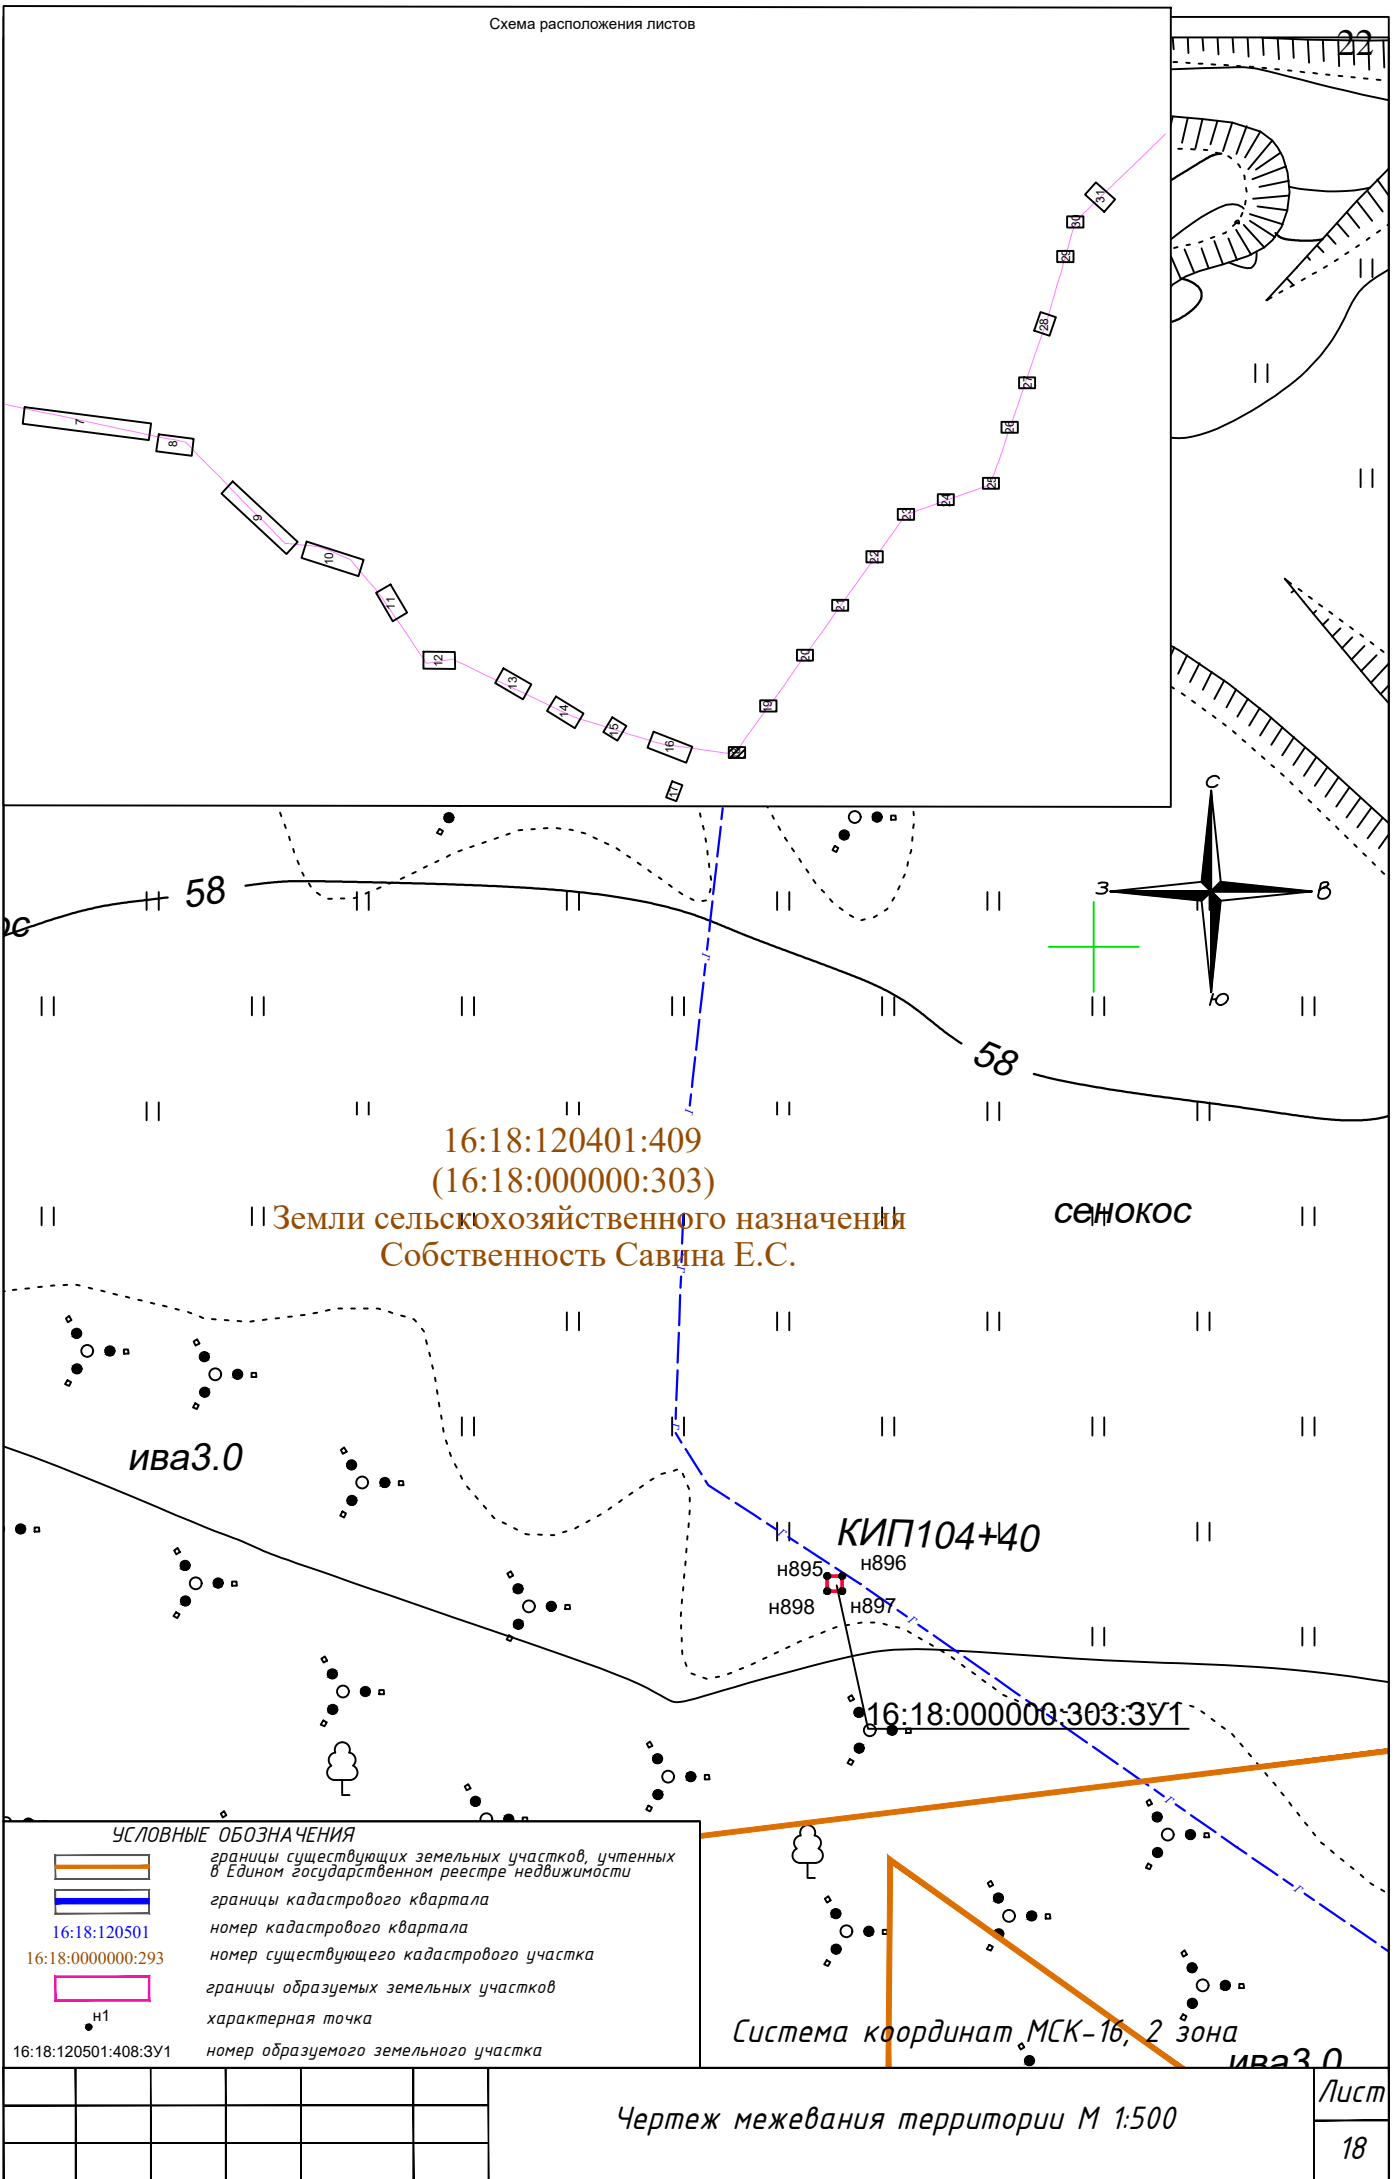 Схема расположения листов
22
31
30
29
28
27
26
25
24
23
22
21
20
19
7
8
9
10
11
12
13
14
15
16
17
С
З
В
Ю
58
ос
58
Г
Г
16:18:120401:409
(16:18:000000:303)
Земли сельскохозяйственного назначения
Собственность Савина Е.С.
сенокос
Г
Г
ива3.0
КИП104+40
Г
н895
н896
н898
н897
Г
16:18:000000:303:ЗУ1
Г
Г
УСЛОВНЫЕ ОБОЗНАЧЕНИЯ
границы существующих земельных участков, учтенных
в Едином государственном реестре недвижимости
границы кадастрового квартала
16:18:120501 номер кадастрового квартала
16:18:0000000:293 номер существующего кадастрового участка
границы образуемых земельных участков
н1 характерная точка
16:18:120501:408:ЗУ1 номер образуемого земельного участка
Система координат МСК-16, 2 зона
ива3.0
Чертеж межевания территории М 1:500
Лист
18